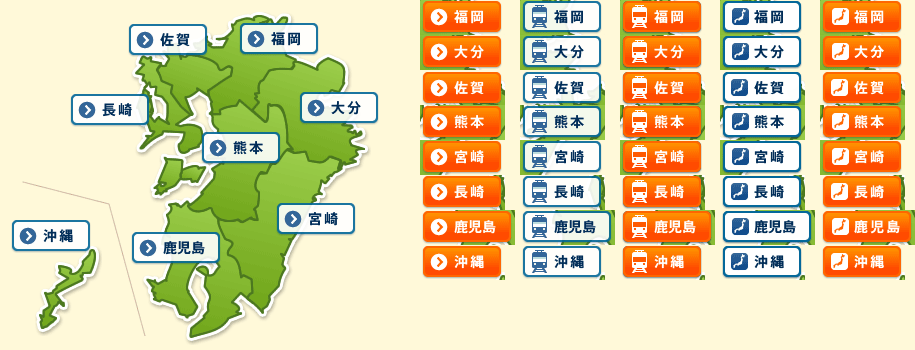 佐賀
福岡
長崎
大分
熊本
宮崎
沖縄
鹿児島
福岡 福岡 福岡 福岡 福岡
大分 大分 大分 大分 大分
佐賀 佐賀 佐賀 佐賀 佐賀
熊本 熊本 熊本 熊本 熊本
宮崎 宮崎 宮崎 宮崎 宮崎
長崎 長崎 長崎 長崎 長崎
鹿児島 鹿児島 鹿児島 鹿児島 鹿児島
沖縄 沖縄 沖縄 沖縄 沖縄